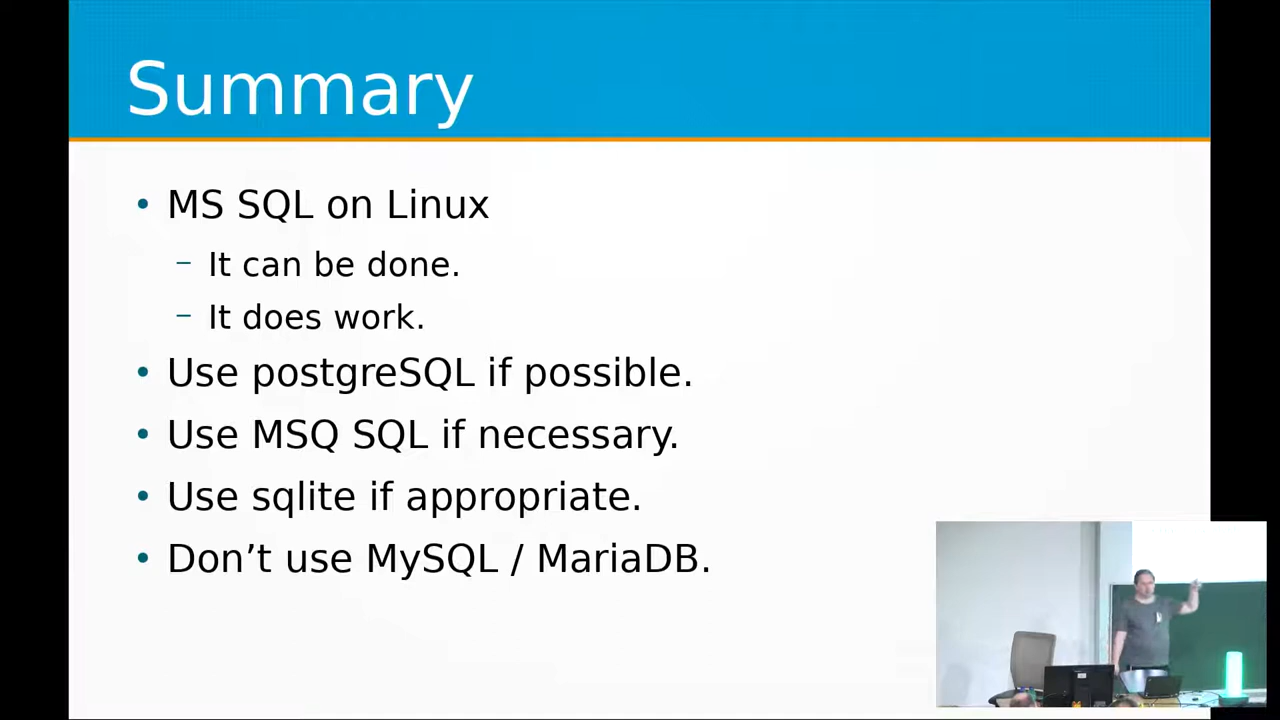 Summary
• MS SQL on Linux
– It can be done.
– It does work.
• Use postgreSQL if possible.
• Use MSQ SQL if necessary.
• Use sqlite if appropriate.
• Don’t use MySQL / MariaDB.